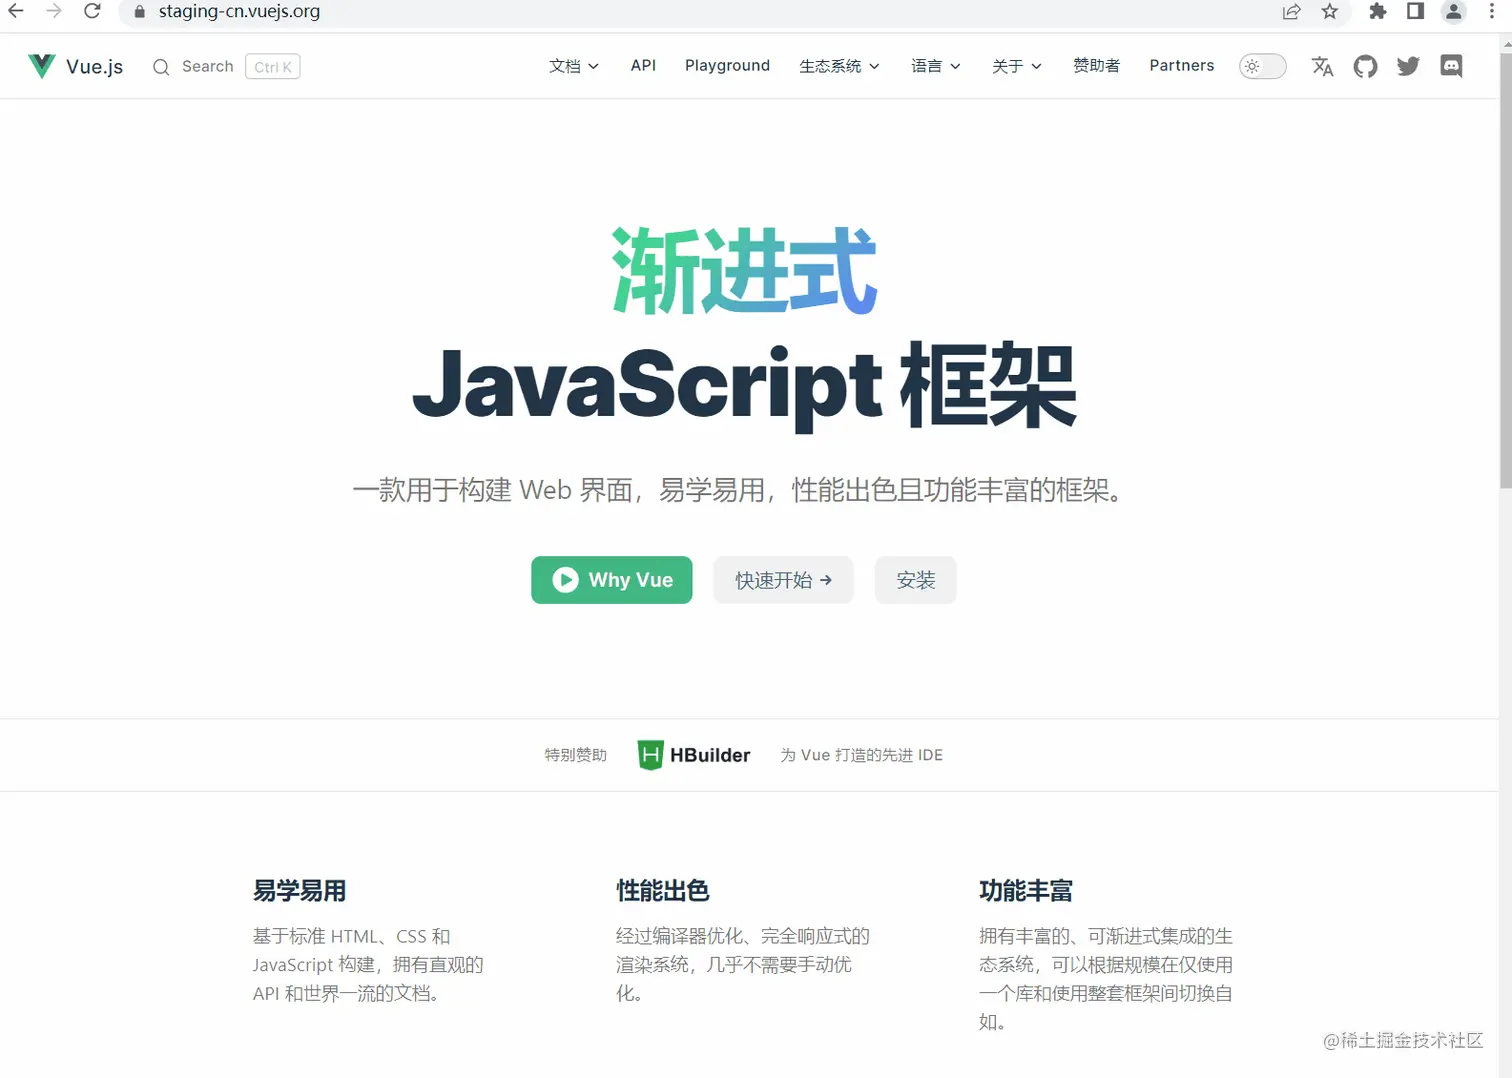 staging-cn.vuejs.org
Vue.js Search Ctrl K 文档 API Playground 生态系统 语言 关于 赞助者 Partners
渐进式
JavaScript 框架
一款用于构建 Web 界面，易学易用，性能出色且功能丰富的框架。
Why Vue 快速开始 → 安装
特别赞助 H HBuilder 为 Vue 打造的先进 IDE
易学易用
基于标准 HTML、CSS 和
JavaScript 构建，拥有直观的
API 和世界一流的文档。
性能出色
经过编译器优化、完全响应式的
渲染系统，几乎不需要手动优
化。
功能丰富
拥有丰富的、可渐进式集成的生
态系统，可以根据规模在仅使用
一个库和使用整套框架间切换自
如。
@稀土掘金技术社区